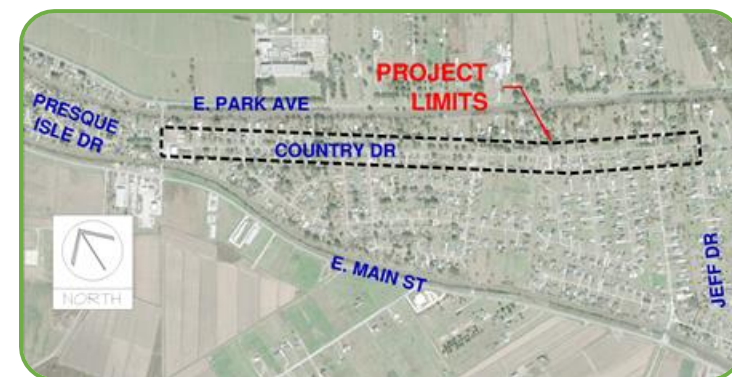 PROJECT
LIMITS
E. PARK AVE
PRESQUE
ISLE DR
COUNTRY DR
E. MAIN ST
JEFF DR
NORTH